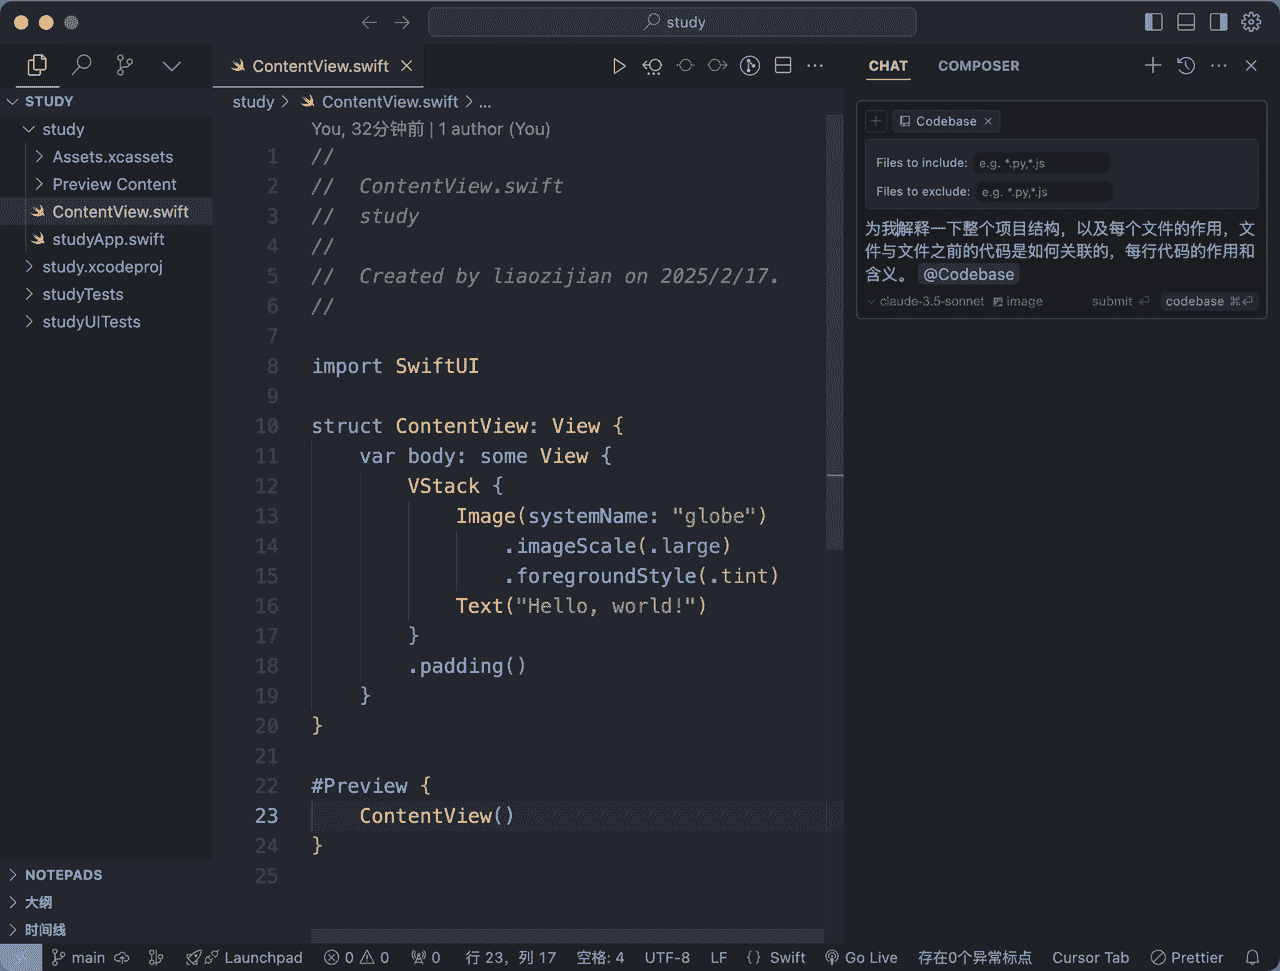 study
ContentView.swift
CHAT
COMPOSER
STUDY
study
Assets.xcassets
Preview Content
ContentView.swift
studyApp.swift
study.xcodeproj
studyTests
studyUITests
NOTEPADS
大纲
时间线
study > ContentView.swift > ...
You, 32分钟前 | 1 author (You)
1 //
2 //  ContentView.swift
3 //  study
4 //
5 //  Created by liaozijian on 2025/2/17.
6 //
7
8 import SwiftUI
9
10 struct ContentView: View {
11     var body: some View {
12         VStack {
13             Image(systemName: "globe")
14                 .imageScale(.large)
15                 .foregroundStyle(.tint)
16             Text("Hello, world!")
17         }
18         .padding()
19     }
20 }
21
22 #Preview {
23     ContentView()
24 }
25
Codebase
Files to include: e.g. *.py,*.js
Files to exclude: e.g. *.py,*.js
为我解释一下整个项目结构，以及每个文件的作用，文
件与文件之前的代码是如何关联的，每行代码的作用和
含义。 @Codebase
claude-3.5-sonnet image submit ⏎ codebase ⌘⏎
main Launchpad 0 0 0 行 23，列 17 空格: 4 UTF-8 LF {} Swift Go Live 存在0个异常标点 Cursor Tab Prettier